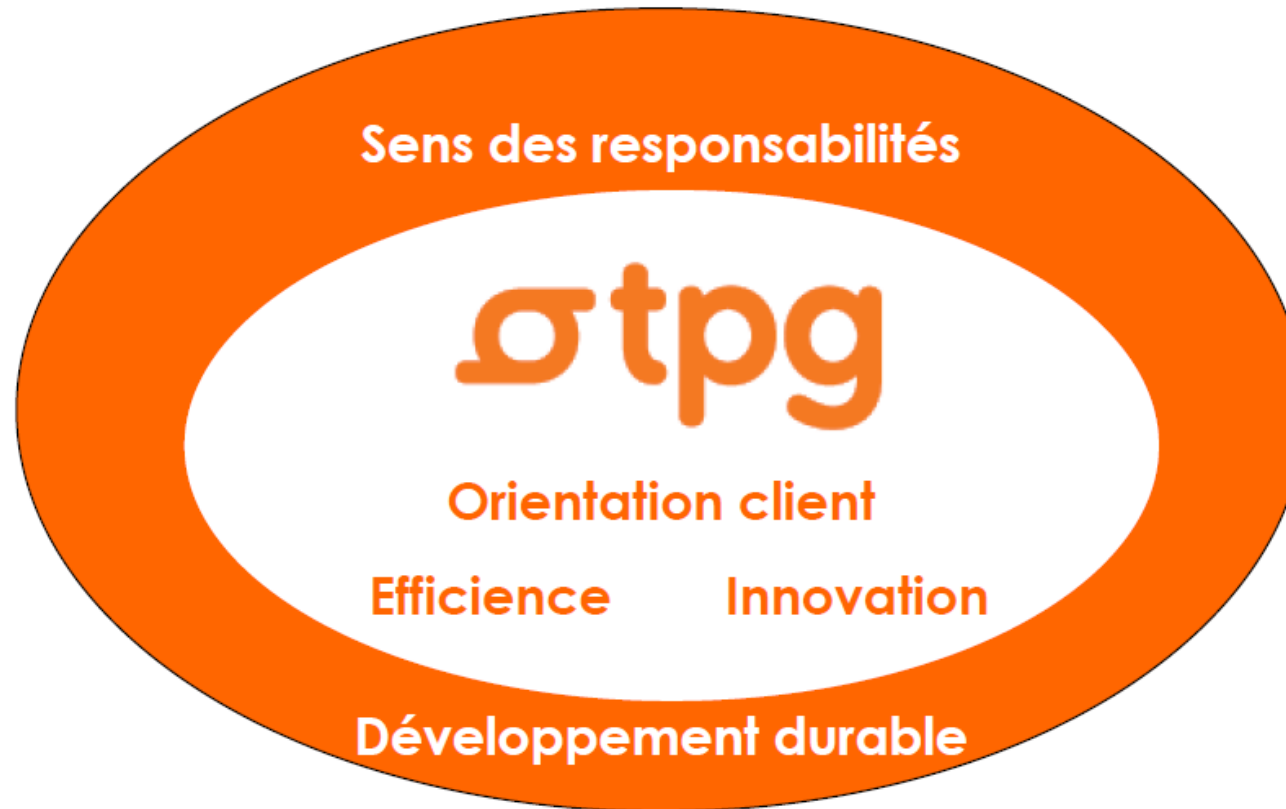 Sens des responsabilités
tpg
Orientation client
Efficience Innovation
Développement durable